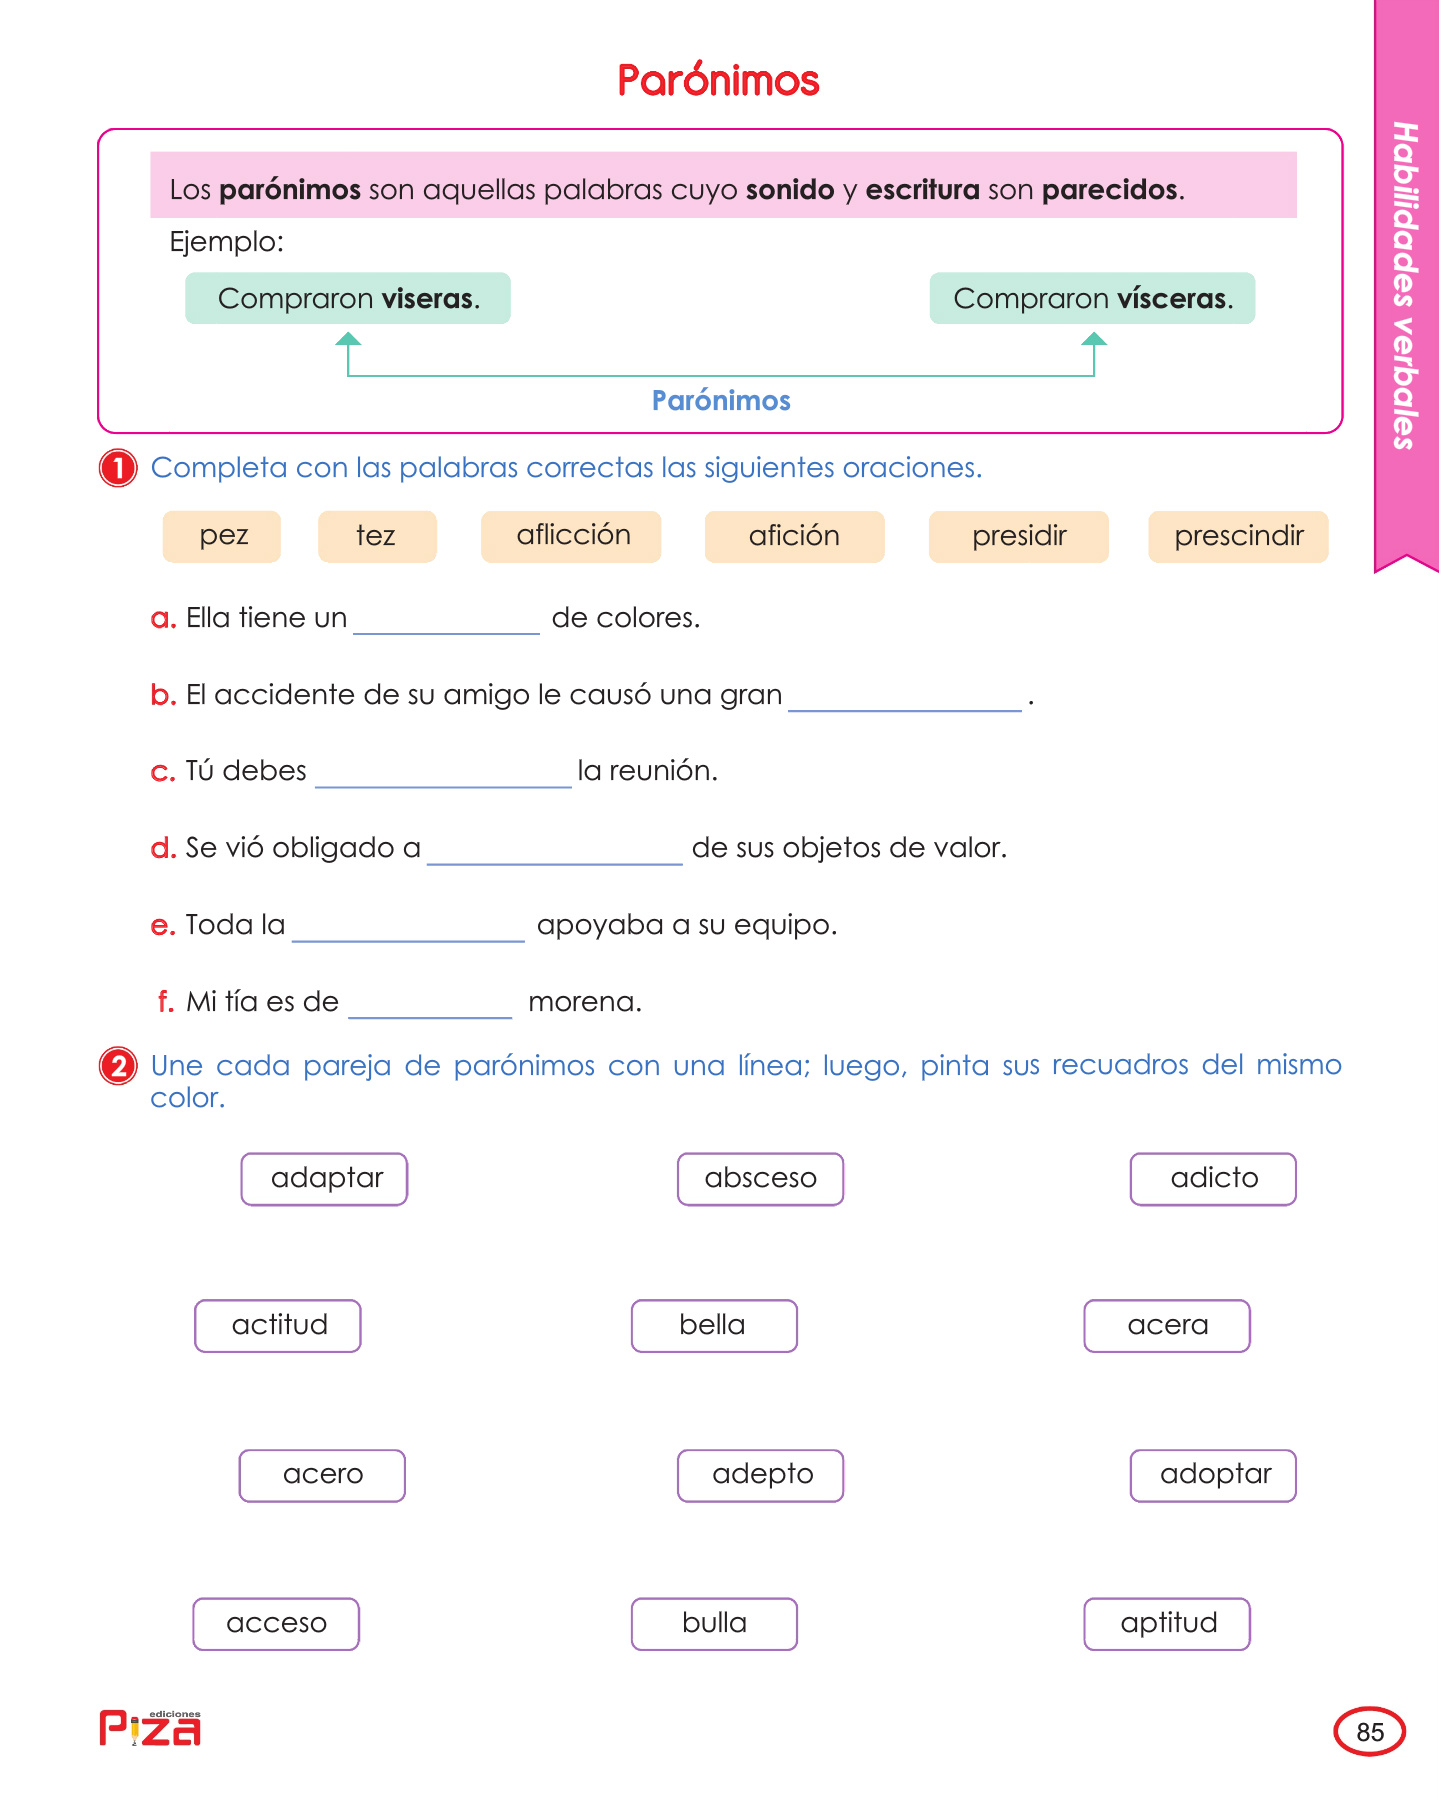 Parónimos
Habilidades verbales
Los parónimos son aquellas palabras cuyo sonido y escritura son parecidos.
Ejemplo:
Compraron viseras. Compraron vísceras.
Parónimos
1 Completa con las palabras correctas las siguientes oraciones.
pez tez aflicción afición presidir prescindir
a. Ella tiene un ____________ de colores.
b. El accidente de su amigo le causó una gran _______________ .
c. Tú debes ________________ la reunión.
d. Se vió obligado a ________________ de sus objetos de valor.
e. Toda la _______________ apoyaba a su equipo.
f. Mi tía es de __________ morena.
2 Une cada pareja de parónimos con una línea; luego, pinta sus recuadros del mismo
color.
adaptar absceso adicto
actitud bella acera
acero adepto adoptar
acceso bulla aptitud
ediciones
Piza
85